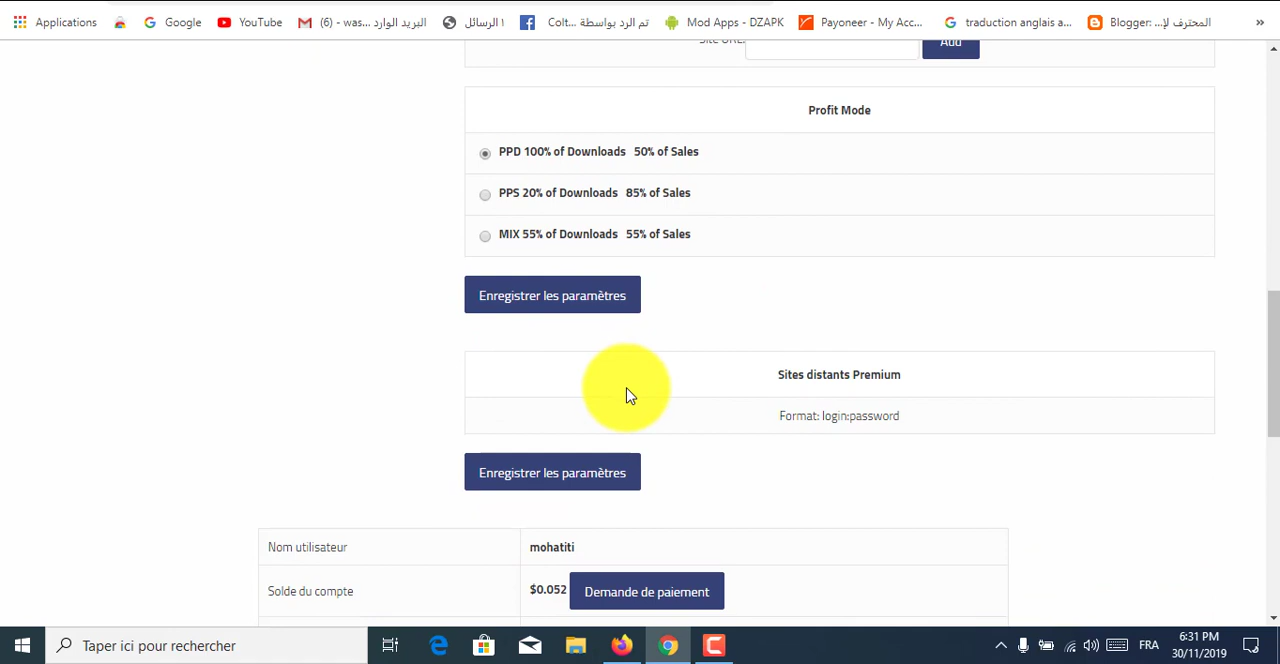 Applications Google YouTube (6) - was... البريد الوارد الرسائل ١ Colt... تم الرد بواسطة Mod Apps - DZAPK Payoneer - My Acc... traduction anglais a... Blogger: ...المحترف لإ »
Site URL: Add
Profit Mode
PPD 100% of Downloads 50% of Sales
PPS 20% of Downloads 85% of Sales
MIX 55% of Downloads 55% of Sales
Enregistrer les paramètres
Sites distants Premium
Format: login:password
Enregistrer les paramètres
Nom utilisateur mohatiti
Solde du compte $0.052 Demande de paiement
Taper ici pour rechercher FRA 6:31 PM
30/11/2019